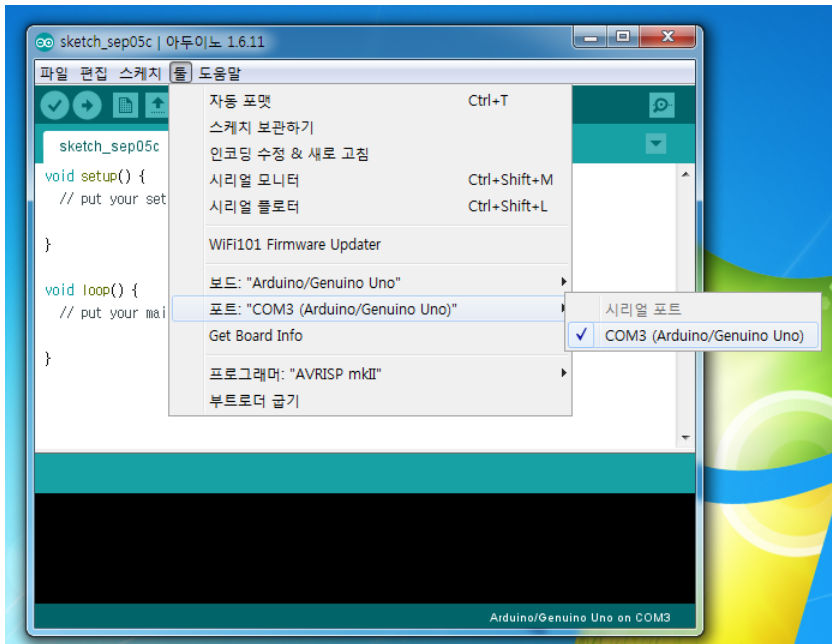 sketch_sep05c | 아두이노 1.6.11
파일 편집 스케치 툴 도움말
sketch_sep05c
void setup() {
// put your set
}
void loop() {
// put your mai
}
자동 포맷 Ctrl+T
스케치 보관하기
인코딩 수정 & 새로 고침
시리얼 모니터 Ctrl+Shift+M
시리얼 플로터 Ctrl+Shift+L
WiFi101 Firmware Updater
보드: "Arduino/Genuino Uno"
포트: "COM3 (Arduino/Genuino Uno)"
Get Board Info
프로그래머: "AVRISP mkII"
부트로더 굽기
시리얼 포트
COM3 (Arduino/Genuino Uno)
Arduino/Genuino Uno on COM3